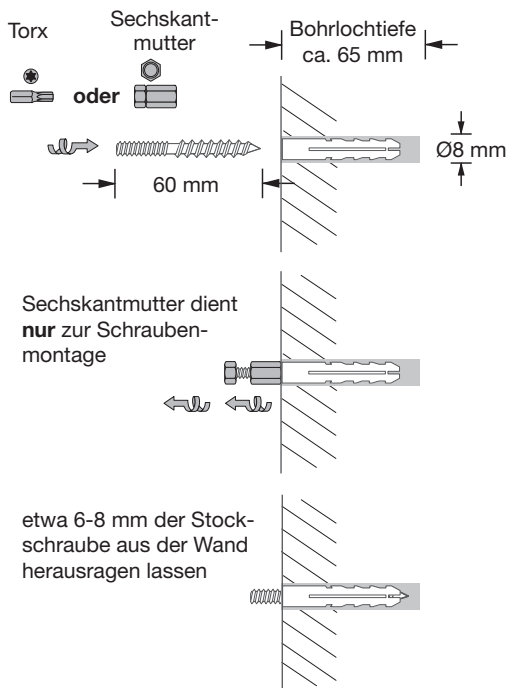 Torx
Sechskant-
mutter
oder
Bohrlochtiefe
ca. 65 mm
Ø8 mm
60 mm
Sechskantmutter dient
nur zur Schrauben-
montage
etwa 6-8 mm der Stock-
schraube aus der Wand
herausragen lassen